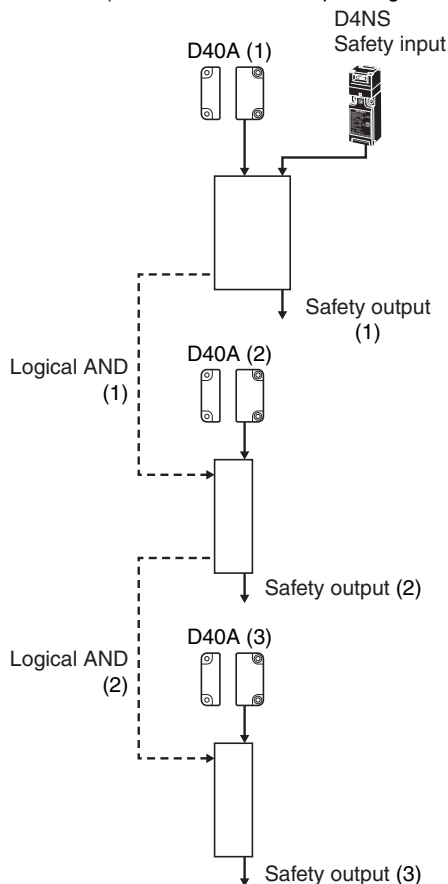 D4NS
Safety input
D40A (1)
Safety output
(1)
D40A (2)
Logical AND
(1)
Safety output (2)
D40A (3)
Logical AND
(2)
Safety output (3)